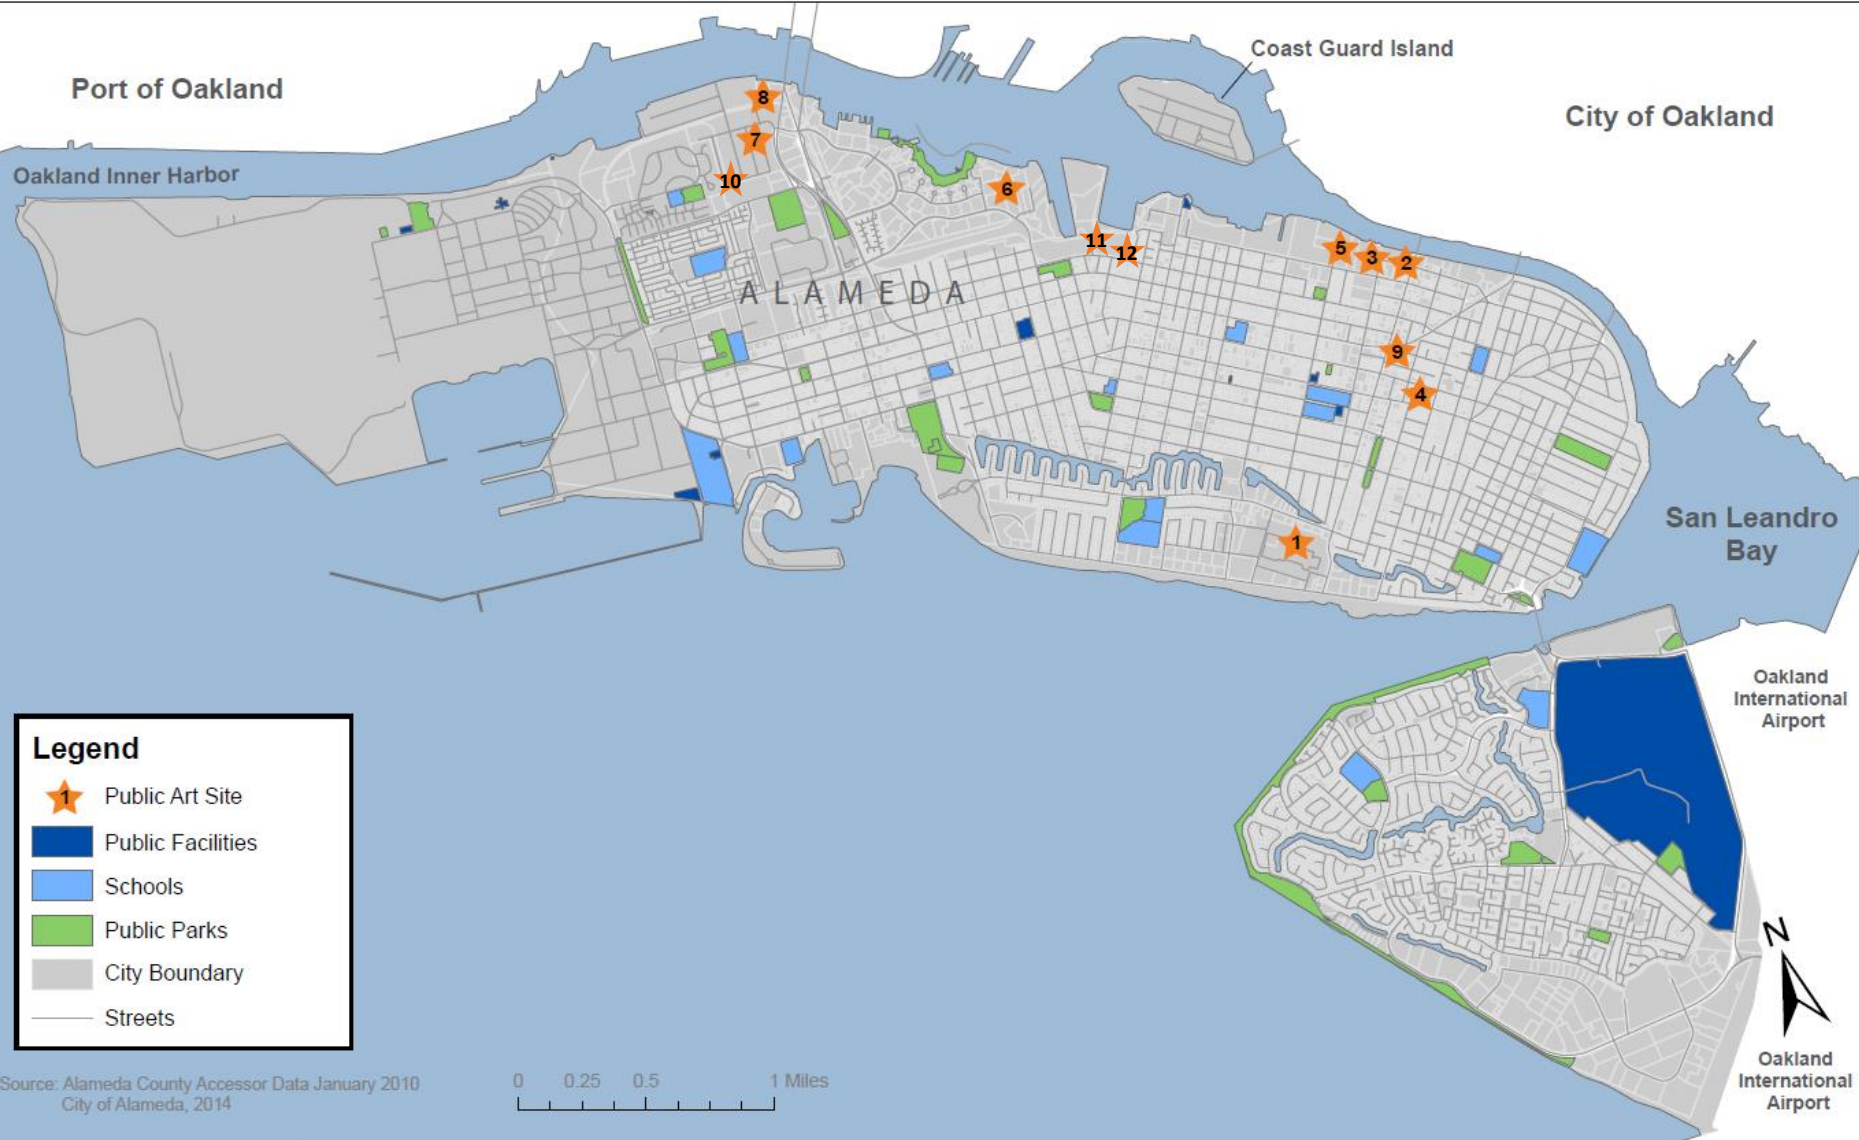 Coast Guard Island
Port of Oakland
City of Oakland
Oakland Inner Harbor
8
7
10
6
11
12
5
3
2
ALAMEDA
9
4
1
San Leandro
Bay
Oakland
International
Airport
Legend
1 Public Art Site
Public Facilities
Schools
Public Parks
City Boundary
Streets
N
Oakland
International
Airport
Source: Alameda County Accessor Data January 2010
City of Alameda, 2014
0 0.25 0.5 1 Miles